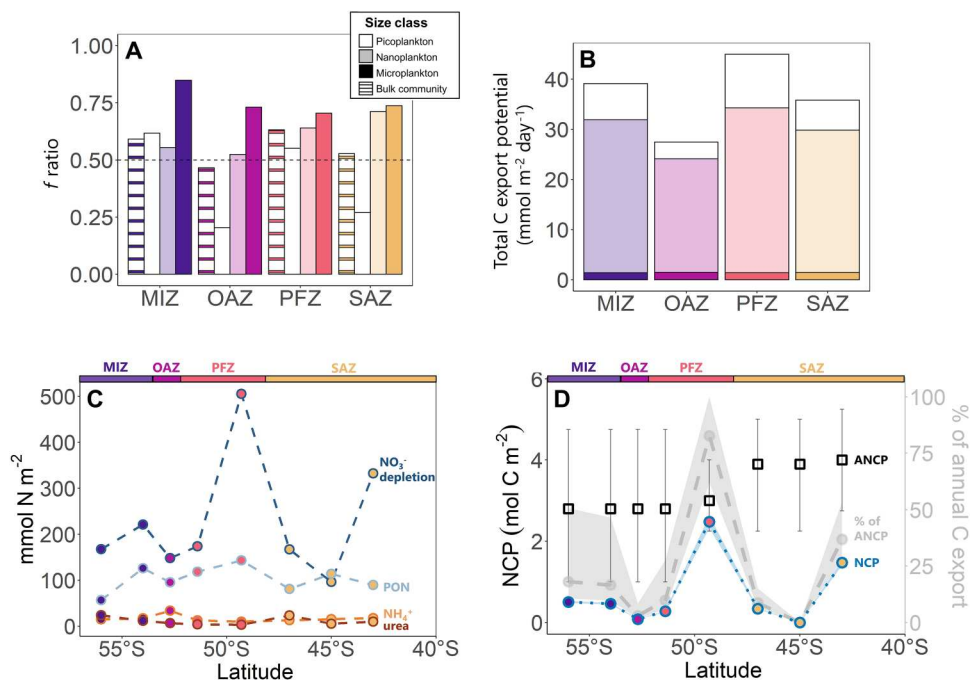 A
Size class
Picoplankton
Nanoplankton
Microplankton
Bulk community
1.00
0.75
0.50
0.25
0.00
f ratio
MIZ OAZ PFZ SAZ
B
40
30
20
10
0
Total C export potential
(mmol m⁻² day⁻¹)
MIZ OAZ PFZ SAZ
MIZ OAZ PFZ SAZ
C
500
400
300
200
100
0
mmol N m⁻²
NO₃⁻
depletion
PON
NH₄⁺
urea
55°S 50°S 45°S 40°S
Latitude
MIZ OAZ PFZ SAZ
D
6
4
2
0
NCP (mol C m⁻²)
ANCP
% of
ANCP
NCP
100
75
50
25
0
% of annual C export
55°S 50°S 45°S 40°S
Latitude